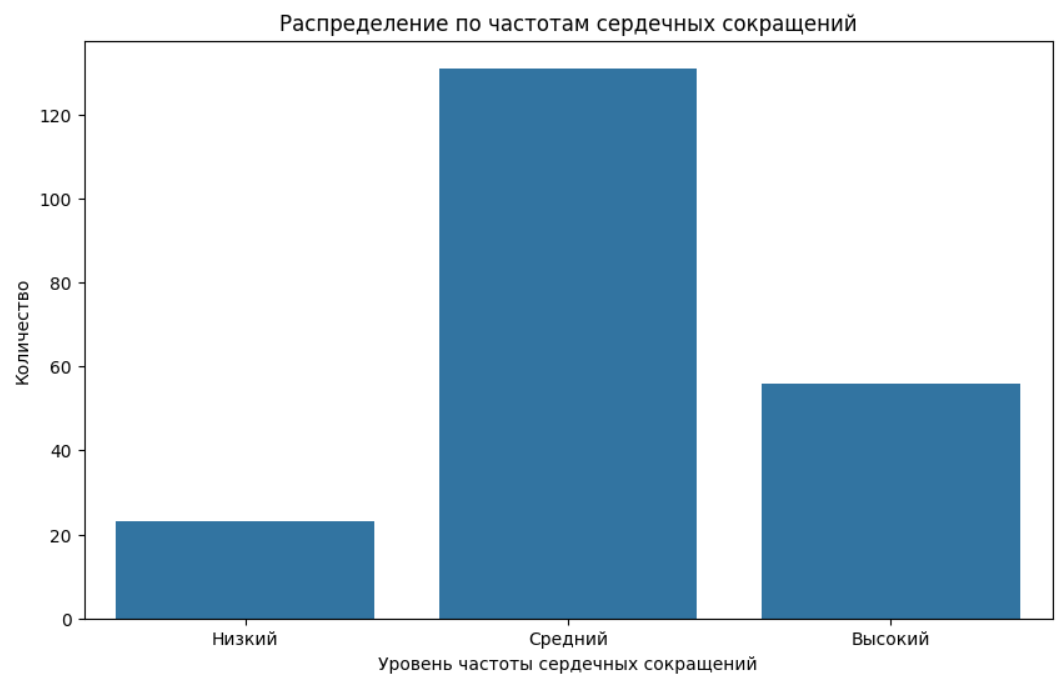 Распределение по частотам сердечных сокращений
120
100
80
60
40
20
0
Количество
Низкий
Средний
Высокий
Уровень частоты сердечных сокращений